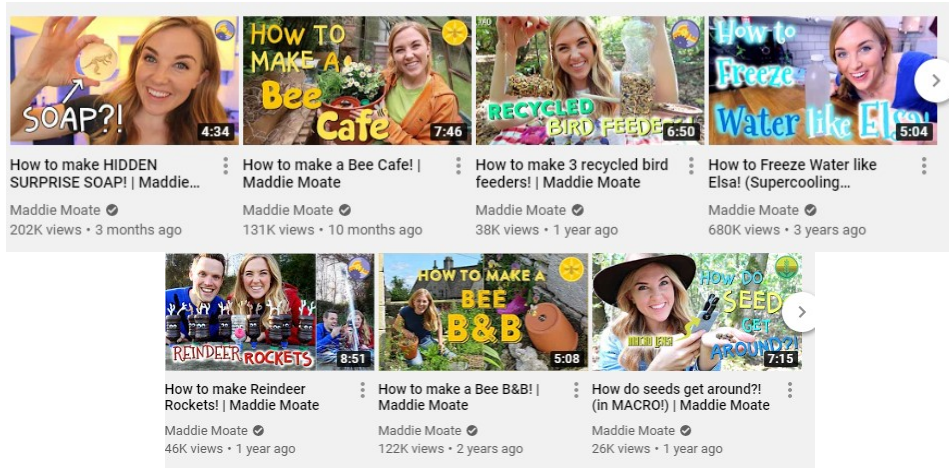 SOAP?!
4:34
HOW TO
MAKE A
Bee
Cafe
7:46
RECYCLED
BIRD FEEDERS!
6:50
How to
Freeze
Water like Elsa!
5:04
How to make HIDDEN
SURPRISE SOAP! | Maddie...
Maddie Moate
202K views • 3 months ago
How to make a Bee Cafe! |
Maddie Moate
Maddie Moate
131K views • 10 months ago
How to make 3 recycled bird
feeders! | Maddie Moate
Maddie Moate
38K views • 1 year ago
How to Freeze Water like
Elsa! (Supercooling...
Maddie Moate
680K views • 3 years ago
REINDEER ROCKETS
8:51
HOW TO MAKE A
BEE
B&B
5:08
HOW DO
SEEDS
GET
AROUND?!
MACRO LENS!
7:15
How to make Reindeer
Rockets! | Maddie Moate
Maddie Moate
46K views • 1 year ago
How to make a Bee B&B! |
Maddie Moate
Maddie Moate
122K views • 2 years ago
How do seeds get around?!
(in MACRO!) | Maddie Moate
Maddie Moate
26K views • 1 year ago